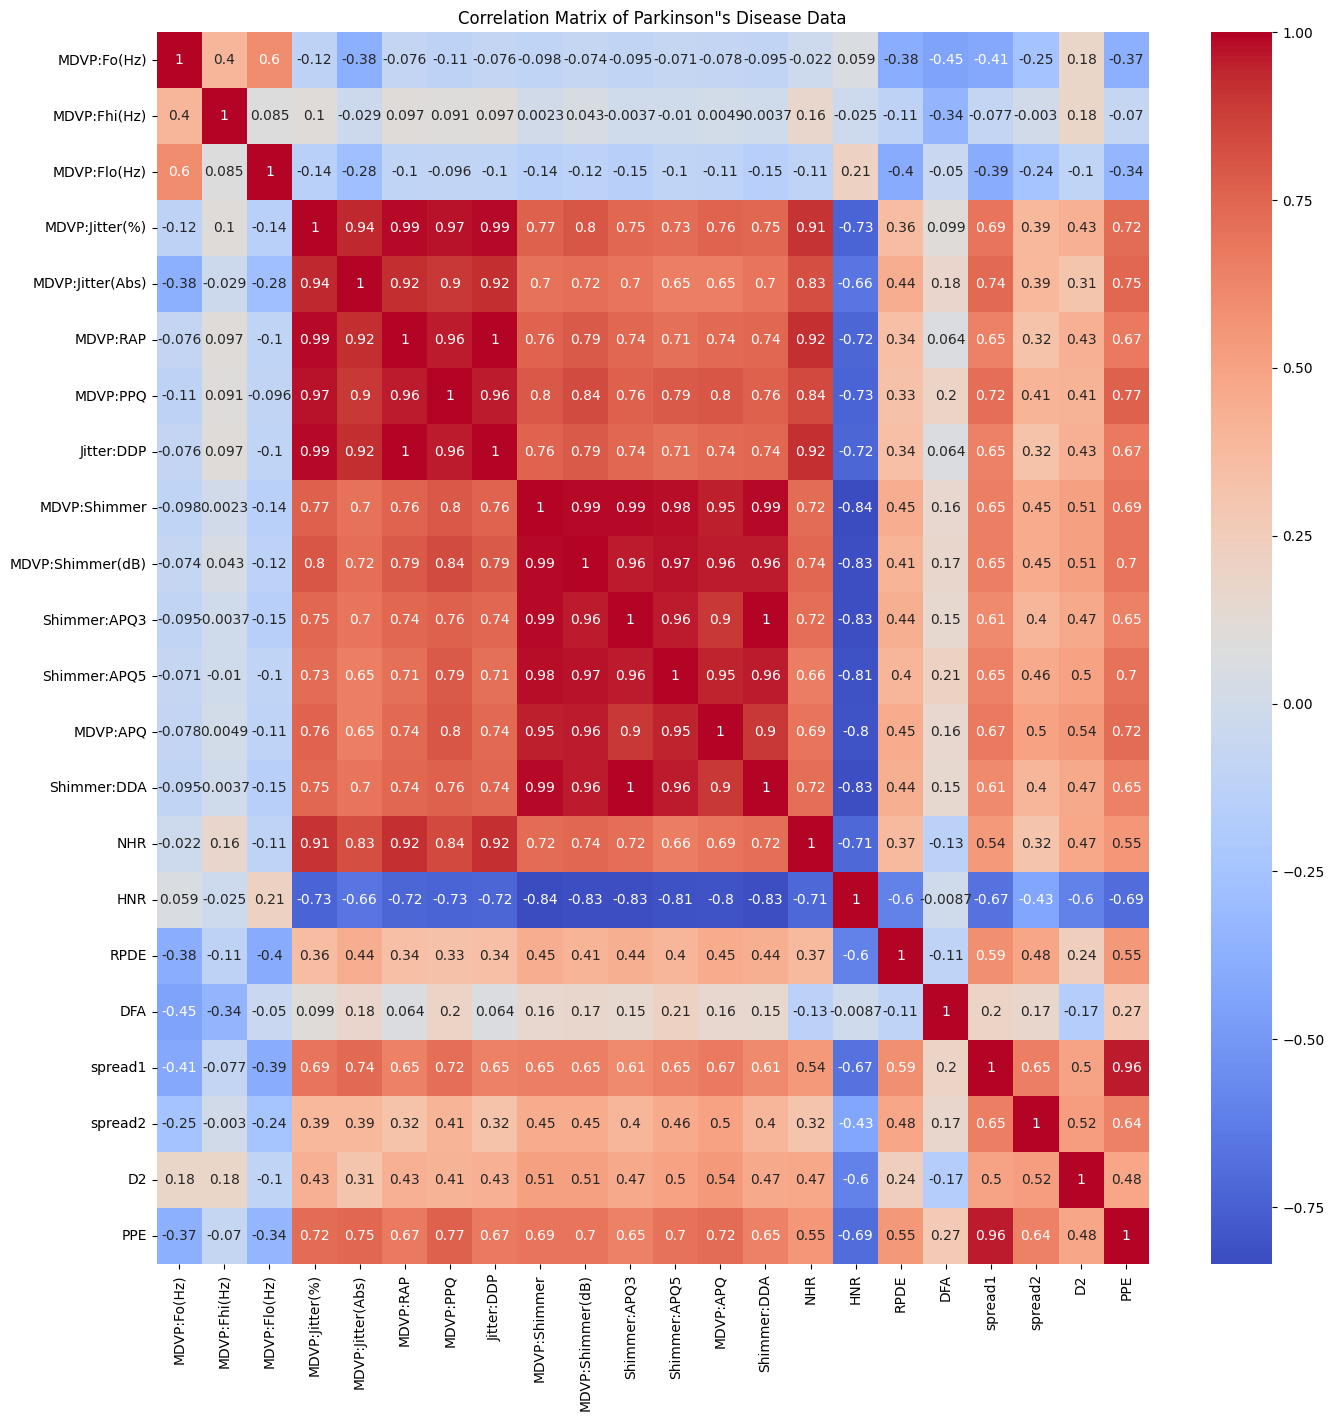 Correlation Matrix of Parkinson"s Disease Data
MDVP:Fo(Hz) 1 0.4 0.6 -0.12 -0.38 -0.076 -0.11 -0.076 -0.098 -0.074 -0.095 -0.071 -0.078 -0.095 -0.022 0.059 -0.38 -0.45 -0.41 -0.25 0.18 -0.37
MDVP:Fhi(Hz) 0.4 1 0.085 0.1 -0.029 0.097 0.091 0.097 0.0023 0.043 -0.0037 -0.01 0.0049 -0.0037 0.16 -0.025 -0.11 -0.34 -0.077 -0.003 0.18 -0.07
MDVP:Flo(Hz) 0.6 0.085 1 -0.14 -0.28 -0.1 -0.096 -0.1 -0.14 -0.12 -0.15 -0.1 -0.11 -0.15 -0.11 0.21 -0.4 -0.05 -0.39 -0.24 -0.1 -0.34
MDVP:Jitter(%) -0.12 0.1 -0.14 1 0.94 0.99 0.97 0.99 0.77 0.8 0.75 0.73 0.76 0.75 0.91 -0.73 0.36 0.099 0.69 0.39 0.43 0.72
MDVP:Jitter(Abs) -0.38 -0.029 -0.28 0.94 1 0.92 0.9 0.92 0.7 0.72 0.7 0.65 0.65 0.7 0.83 -0.66 0.44 0.18 0.74 0.39 0.31 0.75
MDVP:RAP -0.076 0.097 -0.1 0.99 0.92 1 0.96 1 0.76 0.79 0.74 0.71 0.74 0.74 0.92 -0.72 0.34 0.064 0.65 0.32 0.43 0.67
MDVP:PPQ -0.11 0.091 -0.096 0.97 0.9 0.96 1 0.96 0.8 0.84 0.76 0.79 0.8 0.76 0.84 -0.73 0.33 0.2 0.72 0.41 0.41 0.77
Jitter:DDP -0.076 0.097 -0.1 0.99 0.92 1 0.96 1 0.76 0.79 0.74 0.71 0.74 0.74 0.92 -0.72 0.34 0.064 0.65 0.32 0.43 0.67
MDVP:Shimmer -0.098 0.0023 -0.14 0.77 0.7 0.76 0.8 0.76 1 0.99 0.99 0.98 0.95 0.99 0.72 -0.84 0.45 0.16 0.65 0.45 0.51 0.69
MDVP:Shimmer(dB) -0.074 0.043 -0.12 0.8 0.72 0.79 0.84 0.79 0.99 1 0.96 0.97 0.96 0.96 0.74 -0.83 0.41 0.17 0.65 0.45 0.51 0.7
Shimmer:APQ3 -0.095 -0.0037 -0.15 0.75 0.7 0.74 0.76 0.74 0.99 0.96 1 0.96 0.9 1 0.72 -0.83 0.44 0.15 0.61 0.4 0.47 0.65
Shimmer:APQ5 -0.071 -0.01 -0.1 0.73 0.65 0.71 0.79 0.71 0.98 0.97 0.96 1 0.95 0.96 0.66 -0.81 0.4 0.21 0.65 0.46 0.5 0.7
MDVP:APQ -0.078 0.0049 -0.11 0.76 0.65 0.74 0.8 0.74 0.95 0.96 0.9 0.95 1 0.9 0.69 -0.8 0.45 0.16 0.67 0.5 0.54 0.72
Shimmer:DDA -0.095 -0.0037 -0.15 0.75 0.7 0.74 0.76 0.74 0.99 0.96 1 0.96 0.9 1 0.72 -0.83 0.44 0.15 0.61 0.4 0.47 0.65
NHR -0.022 0.16 -0.11 0.91 0.83 0.92 0.84 0.92 0.72 0.74 0.72 0.66 0.69 0.72 1 -0.71 0.37 -0.13 0.54 0.32 0.47 0.55
HNR 0.059 -0.025 0.21 -0.73 -0.66 -0.72 -0.73 -0.72 -0.84 -0.83 -0.83 -0.81 -0.8 -0.83 -0.71 1 -0.6 -0.0087 -0.67 -0.43 -0.6 -0.69
RPDE -0.38 -0.11 -0.4 0.36 0.44 0.34 0.33 0.34 0.45 0.41 0.44 0.4 0.45 0.44 0.37 -0.6 1 -0.11 0.59 0.48 0.24 0.55
DFA -0.45 -0.34 -0.05 0.099 0.18 0.064 0.2 0.064 0.16 0.17 0.15 0.21 0.16 0.15 -0.13 -0.0087 -0.11 1 0.2 0.17 -0.17 0.27
spread1 -0.41 -0.077 -0.39 0.69 0.74 0.65 0.72 0.65 0.65 0.65 0.61 0.65 0.67 0.61 0.54 -0.67 0.59 0.2 1 0.65 0.5 0.96
spread2 -0.25 -0.003 -0.24 0.39 0.39 0.32 0.41 0.32 0.45 0.45 0.4 0.46 0.5 0.4 0.32 -0.43 0.48 0.17 0.65 1 0.52 0.64
D2 0.18 0.18 -0.1 0.43 0.31 0.43 0.41 0.43 0.51 0.51 0.47 0.5 0.54 0.47 0.47 -0.6 0.24 -0.17 0.5 0.52 1 0.48
PPE -0.37 -0.07 -0.34 0.72 0.75 0.67 0.77 0.67 0.69 0.7 0.65 0.7 0.72 0.65 0.55 -0.69 0.55 0.27 0.96 0.64 0.48 1
MDVP:Fo(Hz) MDVP:Fhi(Hz) MDVP:Flo(Hz) MDVP:Jitter(%) MDVP:Jitter(Abs) MDVP:RAP MDVP:PPQ Jitter:DDP MDVP:Shimmer MDVP:Shimmer(dB) Shimmer:APQ3 Shimmer:APQ5 MDVP:APQ Shimmer:DDA NHR HNR RPDE DFA spread1 spread2 D2 PPE
1.00
0.75
0.50
0.25
0.00
−0.25
−0.50
−0.75